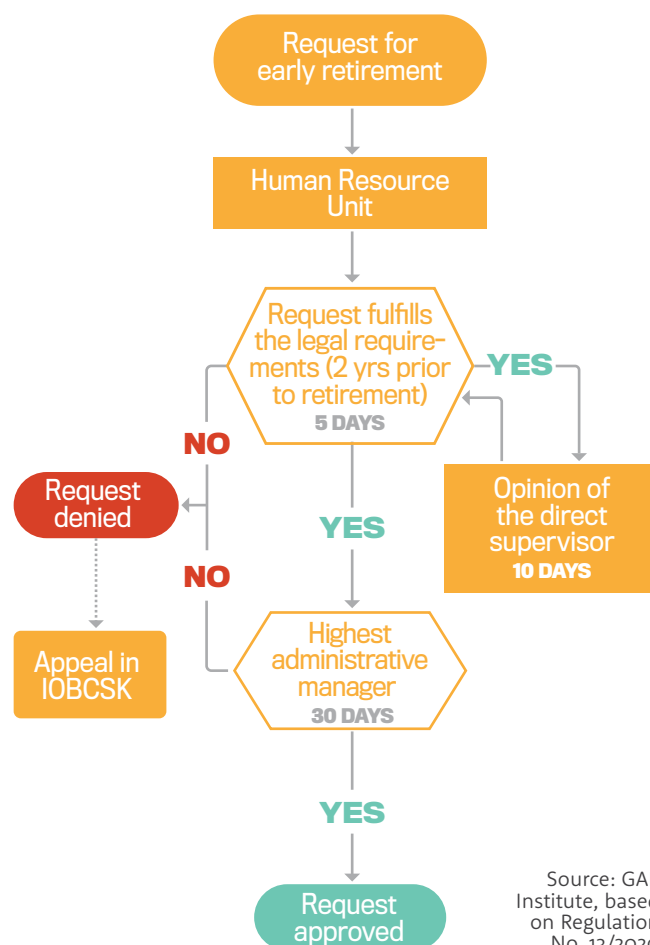 Request for
early retirement
Human Resource
Unit
Request fulfills
the legal require-
ments (2 yrs prior
to retirement)
5 DAYS
YES
NO
Request
denied
Opinion of
the direct
supervisor
10 DAYS
YES
NO
Appeal in
IOBCSK
Highest
administrative
manager
30 DAYS
YES
Request
approved
Source: GA
Institute, based
on Regulation
No.